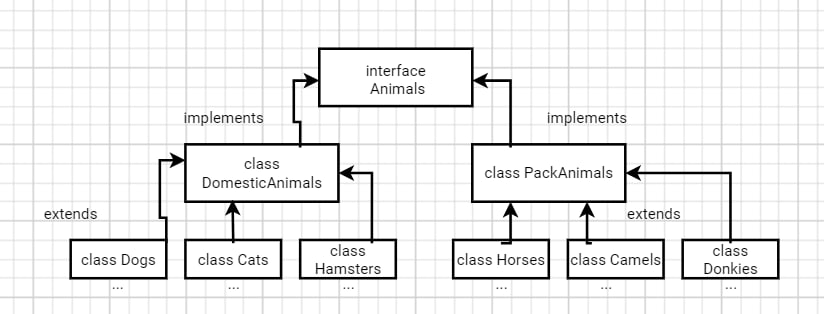 interface
Animals
implements
implements
class
DomesticAnimals
class PackAnimals
extends
extends
class Dogs
class Cats
class
Hamsters
class Horses
class Camels
class
Donkies
...
...
...
...
...
...